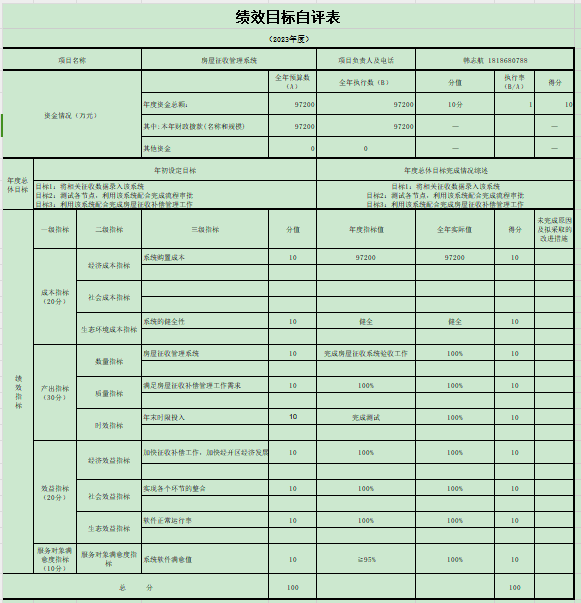 绩效目标自评表
（2023年度）
项目名称 房屋征收管理系统 项目负责人及电话 韩志航 1818680788
资金情况（万元） 全年预算数（A） 全年执行数（B） 分值 执行率（B/A） 得分
年度资金总额： 97200 97200 10分 1 10
其中:本年财政拨款(名称和规模) 97200 97200 — —
其他资金 0 0 — —
年度总体目标 年初设定目标 年度总体目标完成情况综述
目标1：将相关征收数据录入该系统 目标1：将相关征收数据录入该系统
目标2：测试各节点，利用该系统配合完成流程审批 目标2：测试各节点，利用该系统配合完成流程审批
目标3：利用该系统配合完成房屋征收补偿管理工作 目标3：利用该系统配合完成房屋征收补偿管理工作
绩效指标 一级指标 二级指标 三级指标 分值 年度指标值 全年实际值 得分 未完成原因及拟采取的改进措施
成本指标（20分） 经济成本指标 系统购置成本 10 97200 97200 10
社会成本指标
生态环境成本指标 系统的健全性 10 健全 健全 10
产出指标（30分） 数量指标 房屋征收管理系统 10 完成房屋征收系统验收工作 100% 10
质量指标 满足房屋征收补偿管理工作需求 10 100% 100% 10
时效指标 年末时限投入 10 完成测试 100% 10
效益指标（20分） 经济效益指标 加快征收补偿工作，加快经开区经济发展 10 100% 100% 10
社会效益指标 实现各个环节的整合 10 100% 100% 10
生态效益指标 软件正常运行率 10 100% 100% 10
服务对象满意度指标（10分） 服务对象满意度指标 系统软件满意值 10 ≧95% 100% 10
总 分 100 100